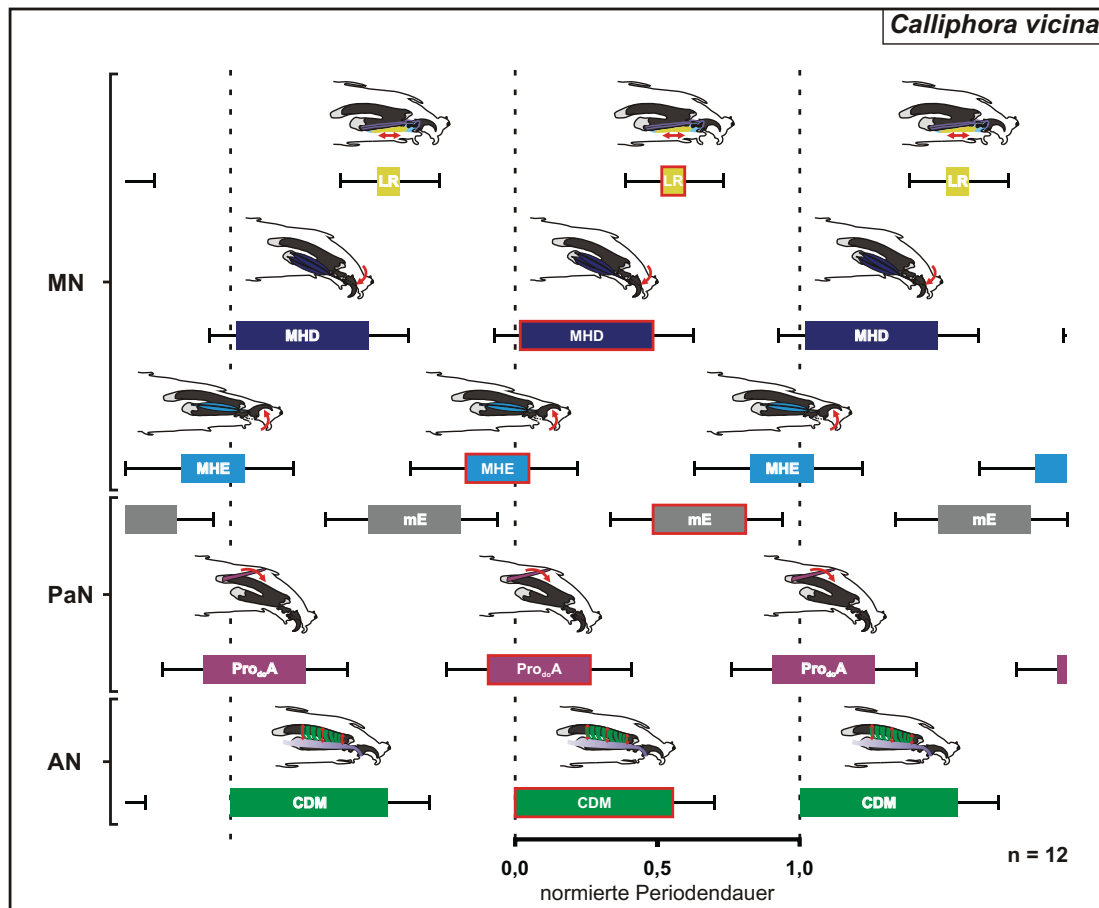 Calliphora vicina
LR LR LR
MN
MHD MHD MHD
MHE MHE MHE
mE mE mE
PaN
ProdoA ProdoA ProdoA
AN
CDM CDM CDM
0,0 0,5 1,0
n = 12
normierte Periodendauer